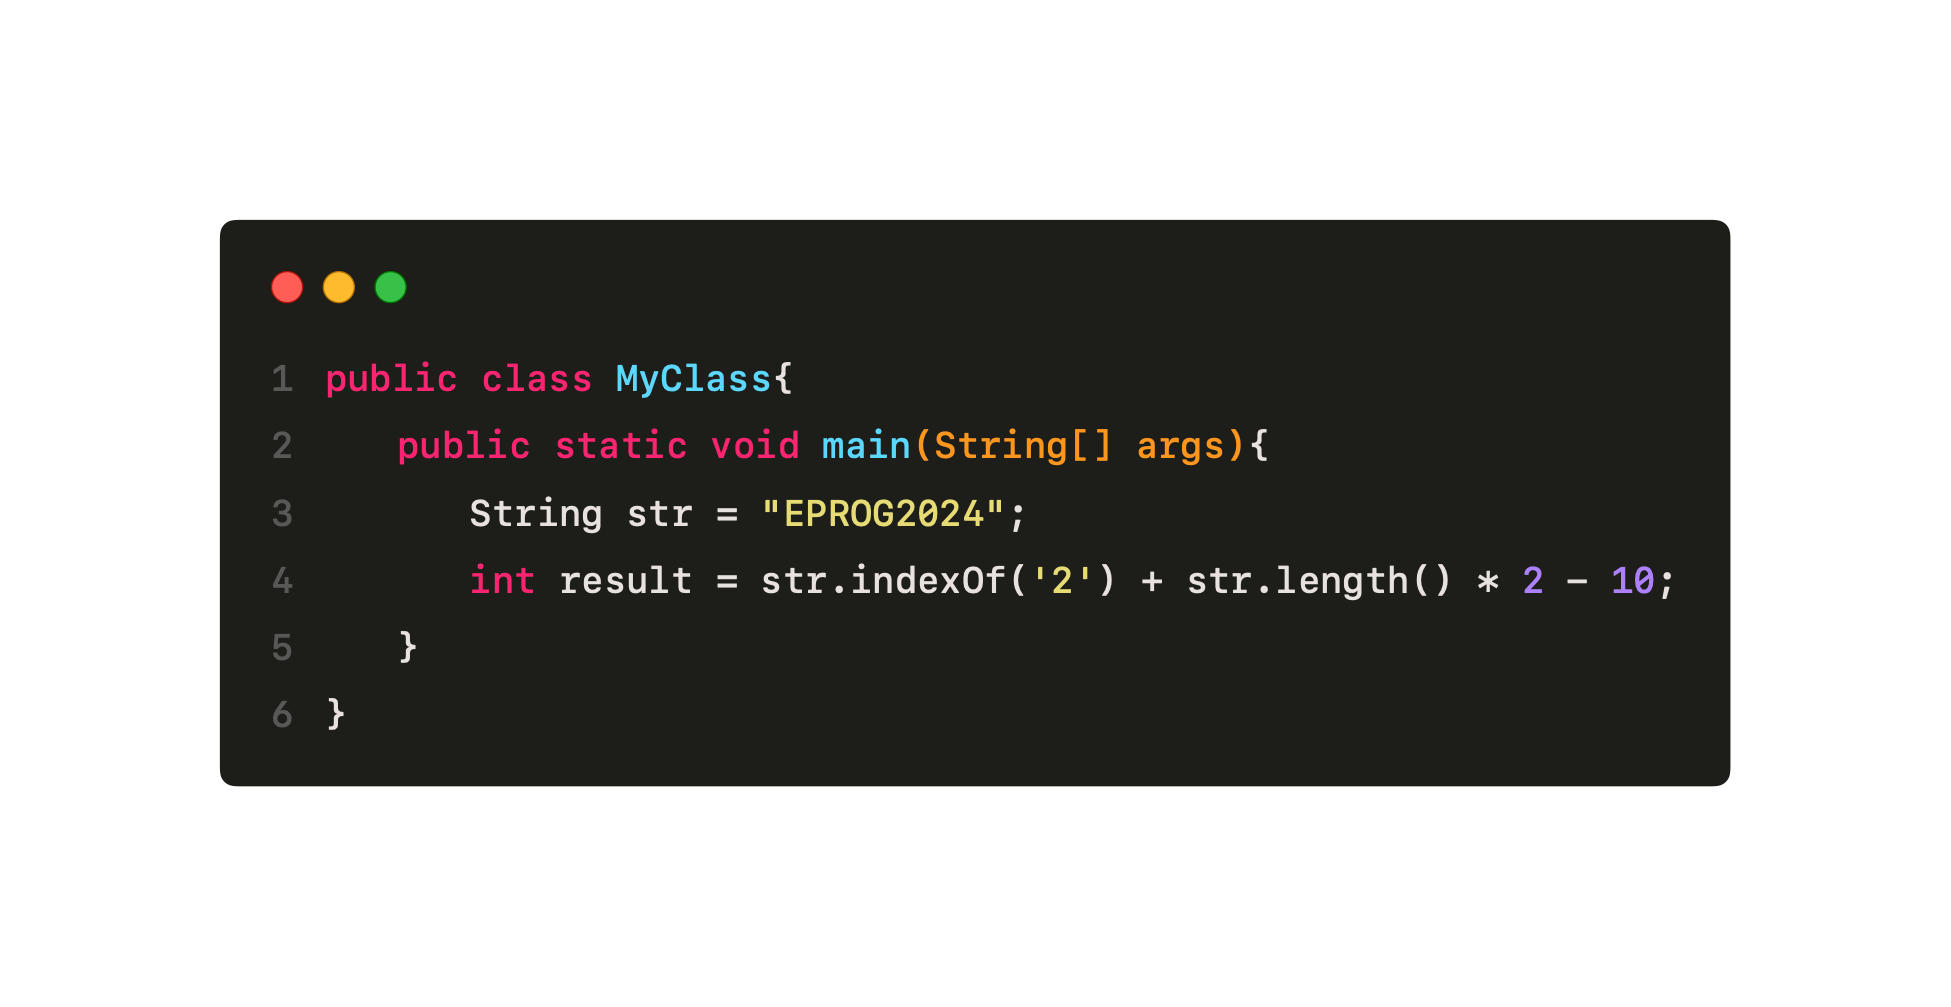 1 public class MyClass{
2 public static void main(String[] args){
3 String str = "EPROG2024";
4 int result = str.indexOf('2') + str.length() * 2 - 10;
5 }
6 }